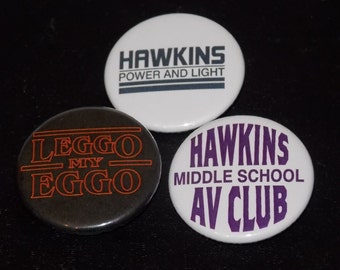 HAWKINS
POWER AND LIGHT
LEGGO
MY
EGGO
HAWKINS
MIDDLE SCHOOL
AV CLUB